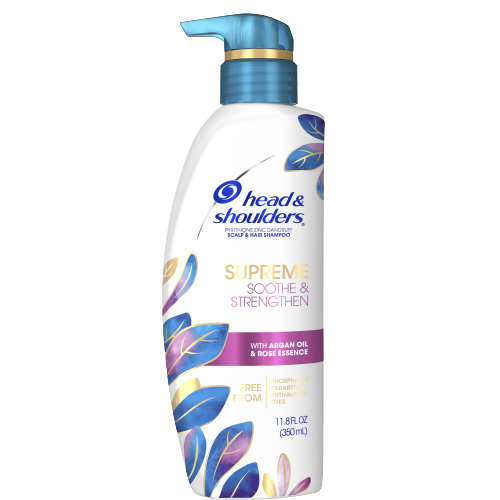 head &
shoulders®
PYRITHIONE ZINC DANDRUFF
SCALP & HAIR SHAMPOO
SUPREME
SOOTHE &
STRENGTHEN
WITH ARGAN OIL
& ROSE ESSENCE
FREE
FROM
PARABENS
DYES
11.8 FL OZ
(350 mL)